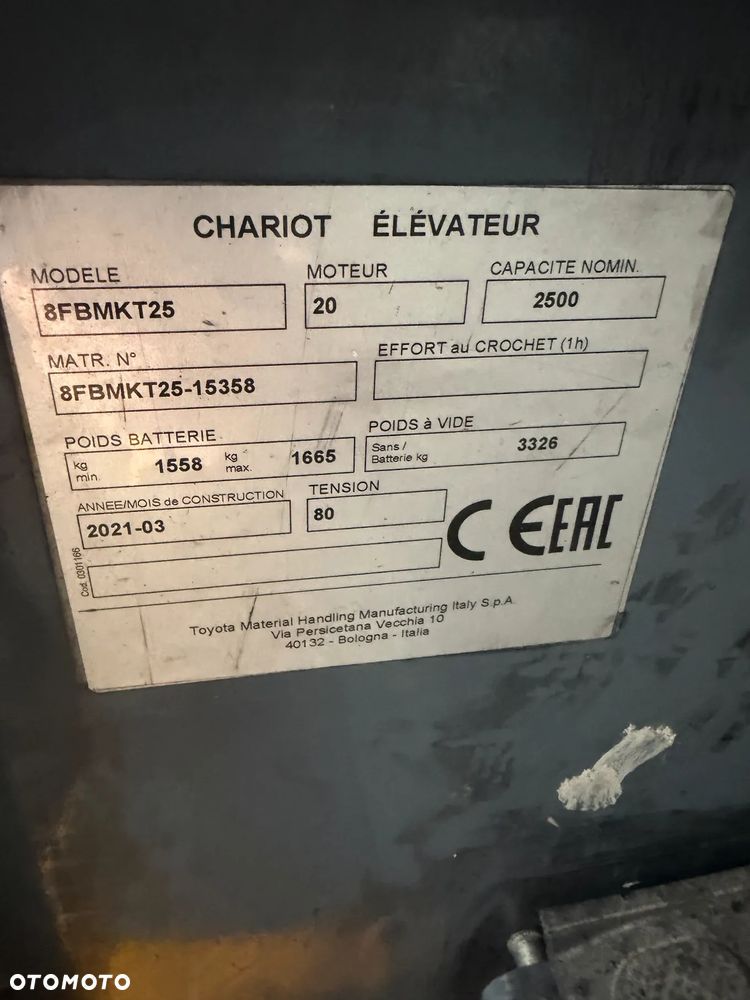 CHARIOT ÉLÉVATEUR
MODELE
8FBMKT25
MOTEUR
20
CAPACITE NOMIN.
2500
MATR. N°
8FBMKT25-15358
EFFORT au CROCHET (1h)
POIDS BATTERIE
kg min. 1558 kg max. 1665
POIDS à VIDE
Sans / Batterie kg 3326
ANNEE/MOIS de CONSTRUCTION
2021-03
TENSION
80
CE EAC
Cod. 0301166
Toyota Material Handling Manufacturing Italy S.p.A.
Via Persicetana Vecchia 10
40132 - Bologna - Italia
OTOMOTO